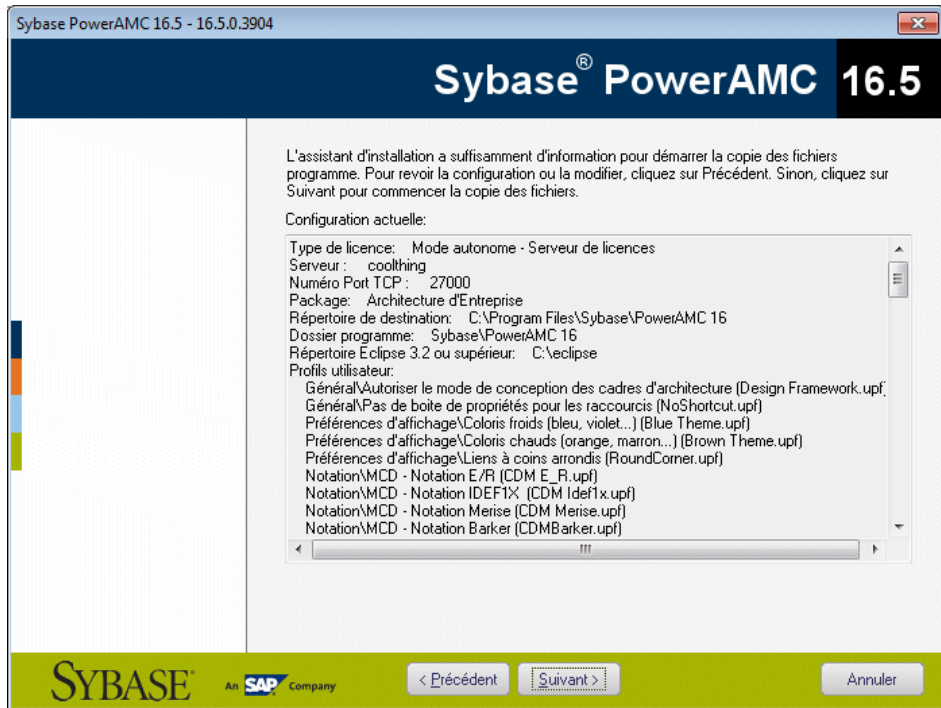 Sybase PowerAMC 16.5 - 16.5.0.3904
Sybase® PowerAMC 16.5
L'assistant d'installation a suffisamment d'information pour démarrer la copie des fichiers
programme. Pour revoir la configuration ou la modifier, cliquez sur Précédent. Sinon, cliquez sur
Suivant pour commencer la copie des fichiers.
Configuration actuelle:
Type de licence: Mode autonome - Serveur de licences
Serveur : coolthing
Numéro Port TCP : 27000
Package: Architecture d'Entreprise
Répertoire de destination: C:\Program Files\Sybase\PowerAMC 16
Dossier programme: Sybase\PowerAMC 16
Répertoire Eclipse 3.2 ou supérieur: C:\eclipse
Profils utilisateur:
Général\Autoriser le mode de conception des cadres d'architecture (Design Framework.upf)
Général\Pas de boite de propriétés pour les raccourcis (NoShortcut.upf)
Préférences d'affichage\Coloris froids (bleu, violet...) (Blue Theme.upf)
Préférences d'affichage\Coloris chauds (orange, marron...) (Brown Theme.upf)
Préférences d'affichage\Liens à coins arrondis (RoundCorner.upf)
Notation\MCD - Notation E/R (CDM E_R.upf)
Notation\MCD - Notation IDEF1X (CDM Idef1x.upf)
Notation\MCD - Notation Merise (CDM Merise.upf)
Notation\MCD - Notation Barker (CDMBarker.upf)
SYBASE An SAP Company
< Précédent
Suivant >
Annuler